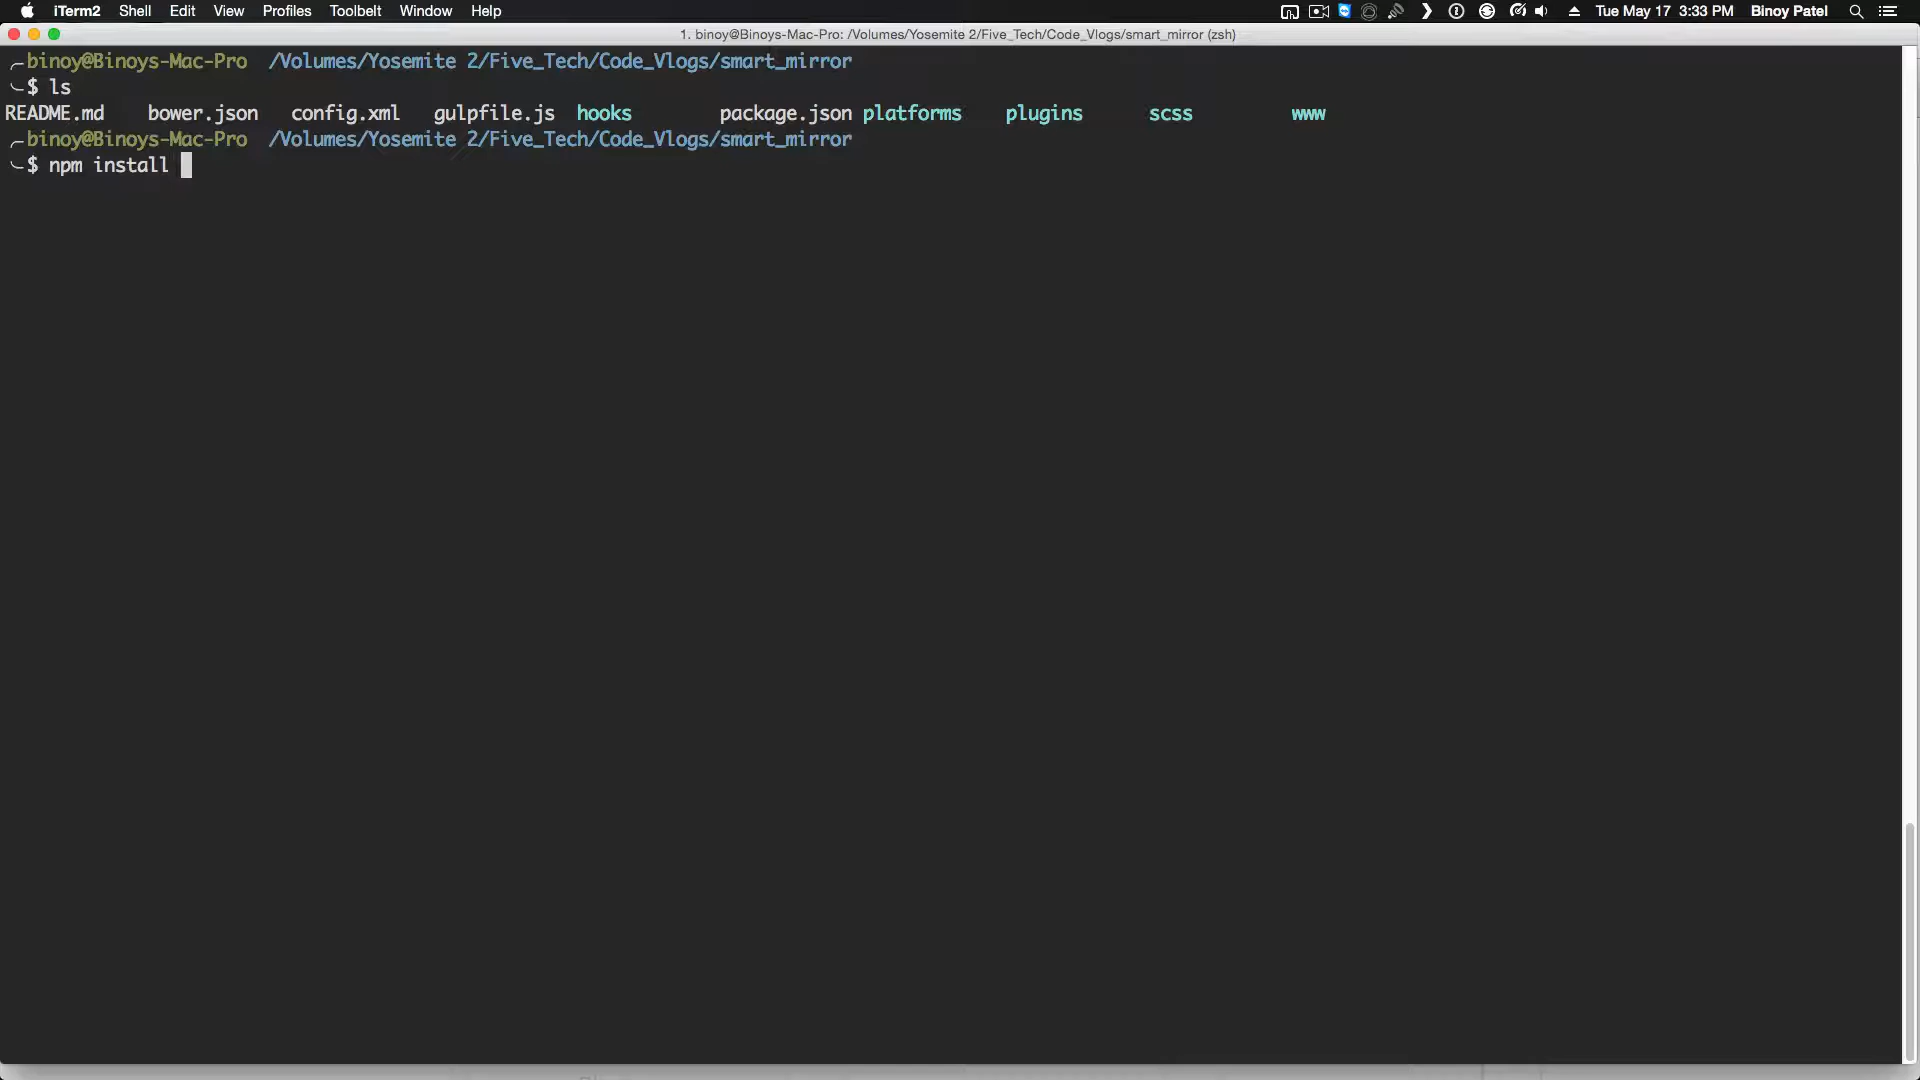 iTerm2 Shell Edit View Profiles Toolbelt Window Help Tue May 17 3:33 PM Binoy Patel
1. binoy@Binoys-Mac-Pro: /Volumes/Yosemite 2/Five_Tech/Code_Vlogs/smart_mirror (zsh)
binoy@Binoys-Mac-Pro /Volumes/Yosemite 2/Five_Tech/Code_Vlogs/smart_mirror
$ ls
README.md bower.json config.xml gulpfile.js hooks package.json platforms plugins scss www
binoy@Binoys-Mac-Pro /Volumes/Yosemite 2/Five_Tech/Code_Vlogs/smart_mirror
$ npm install